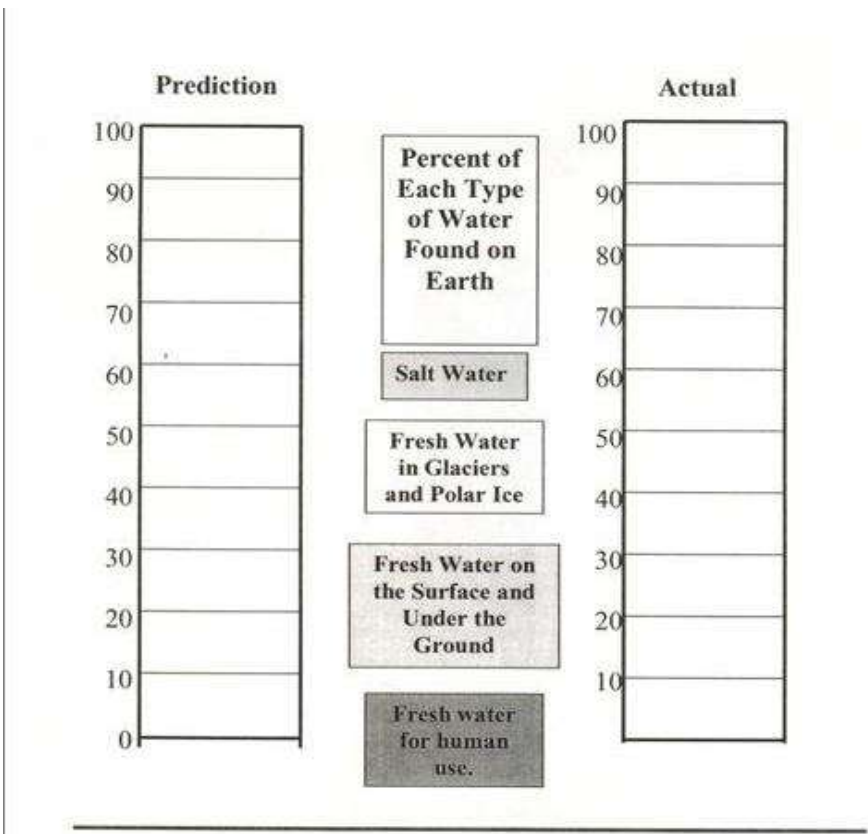 Prediction
100
90
80
70
60
50
40
30
20
10
0
Percent of
Each Type
of Water
Found on
Earth
Salt Water
Fresh Water
in Glaciers
and Polar Ice
Fresh Water on
the Surface and
Under the
Ground
Fresh water
for human
use.
Actual
100
90
80
70
60
50
40
30
20
10